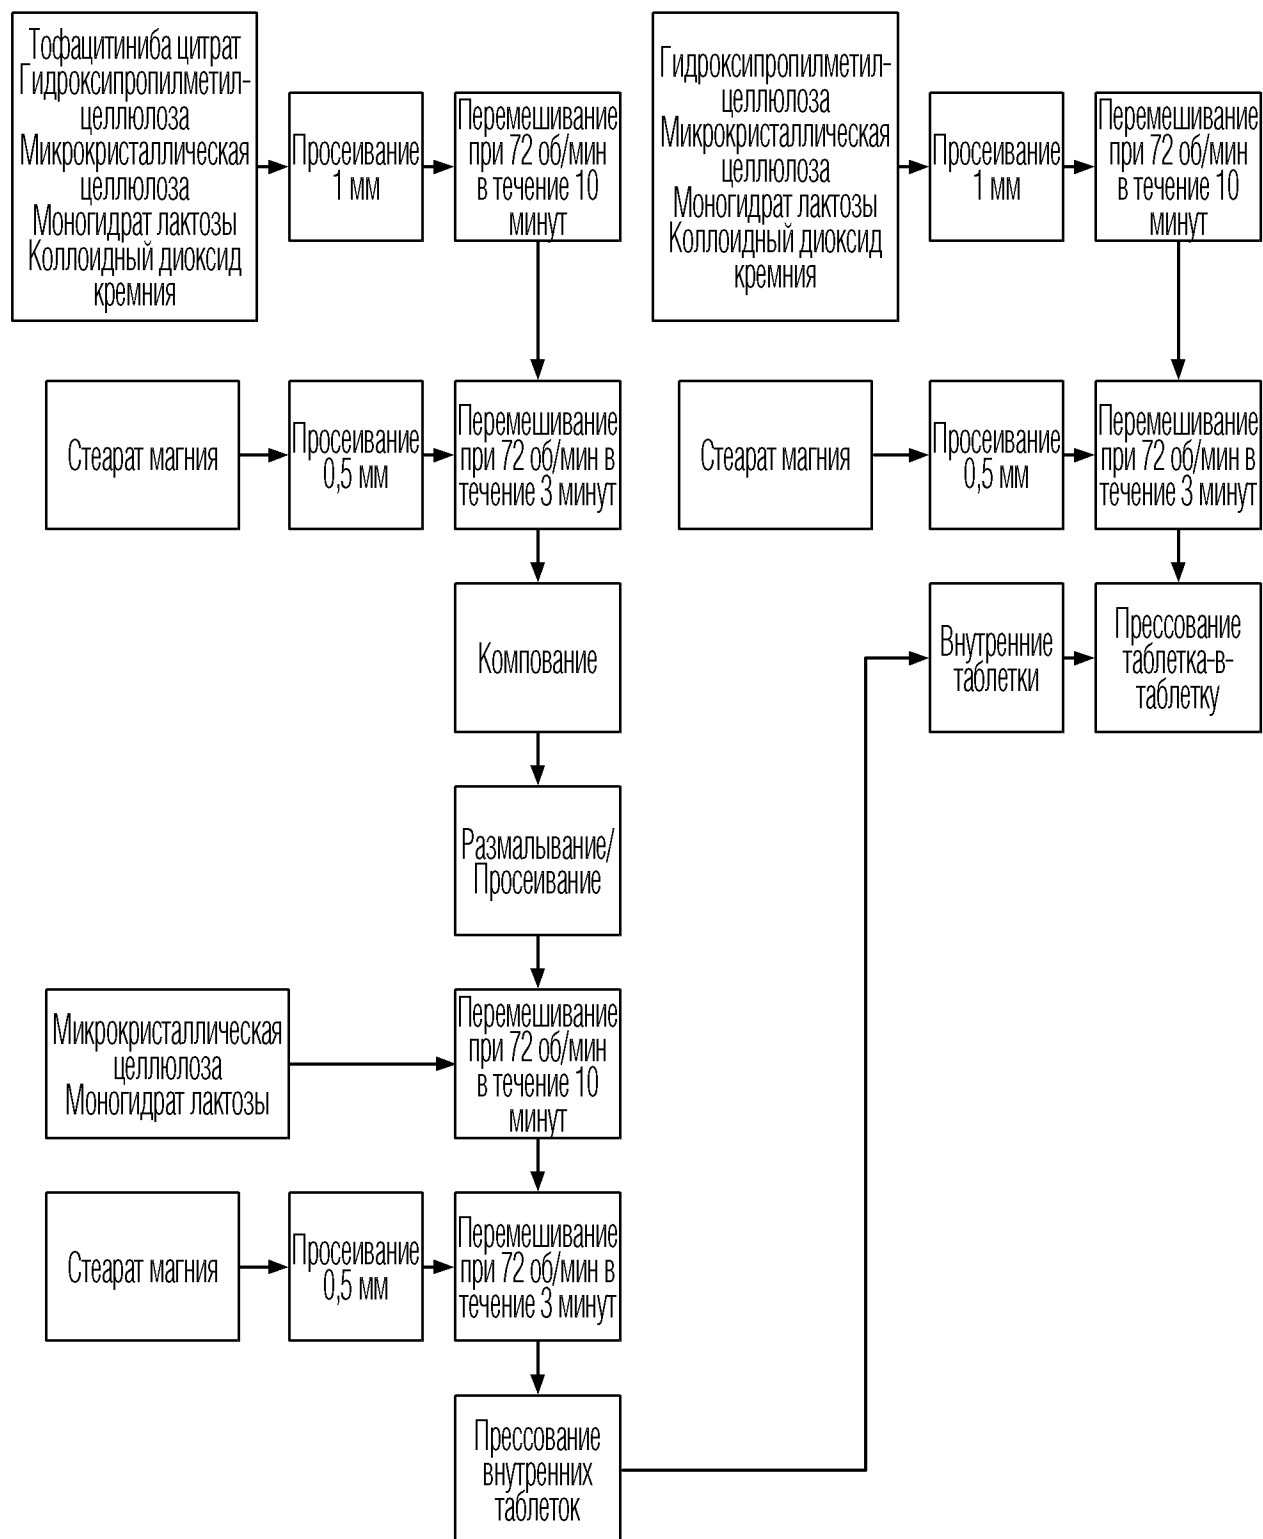 Тофацитиниба цитрат
Гидроксипропилметил-
целлюлоза
Микрокристаллическая
целлюлоза
Моногидрат лактозы
Коллоидный диоксид
кремния
Просеивание
1 мм
Перемешивание
при 72 об/мин
в течение 10
минут
Стеарат магния
Просеивание
0,5 мм
Перемешивание
при 72 об/мин в
течение 3 минут
Компование
Размалывание/
Просеивание
Микрокристаллическая
целлюлоза
Моногидрат лактозы
Перемешивание
при 72 об/мин
в течение 10
минут
Стеарат магния
Просеивание
0,5 мм
Перемешивание
при 72 об/мин в
течение 3 минут
Прессование
внутренних
таблеток
Гидроксипропилметил-
целлюлоза
Микрокристаллическая
целлюлоза
Моногидрат лактозы
Коллоидный диоксид
кремния
Просеивание
1 мм
Перемешивание
при 72 об/мин
в течение 10
минут
Стеарат магния
Просеивание
0,5 мм
Перемешивание
при 72 об/мин в
течение 3 минут
Внутренние
таблетки
Прессование
таблетка-в-
таблетку